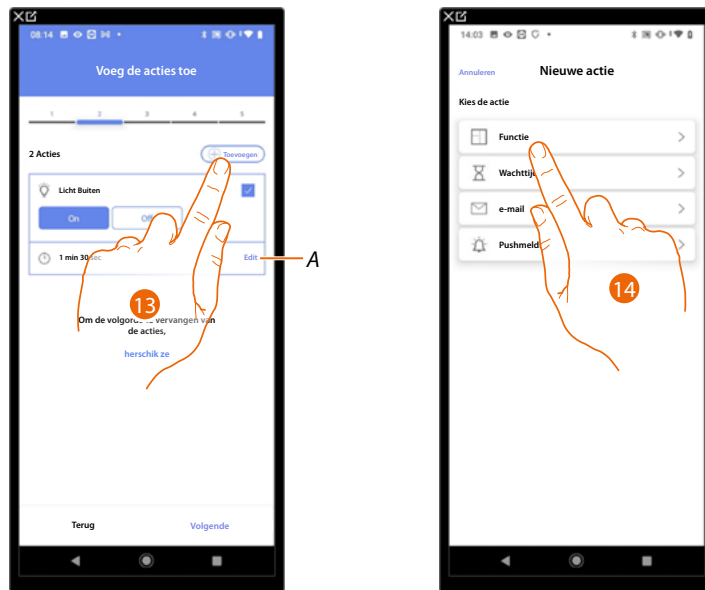 08:14
Voeg de acties toe
1 2 3 4 5
2 Acties
Toevoegen
Licht Buiten
On
Off
1 min 30 sec
Edit
A
13
Om de volgorde te vervangen van
de acties,
herschik ze
Terug
Volgende
14:03
Annuleren
Nieuwe actie
Kies de actie
Functie
e-mail
14